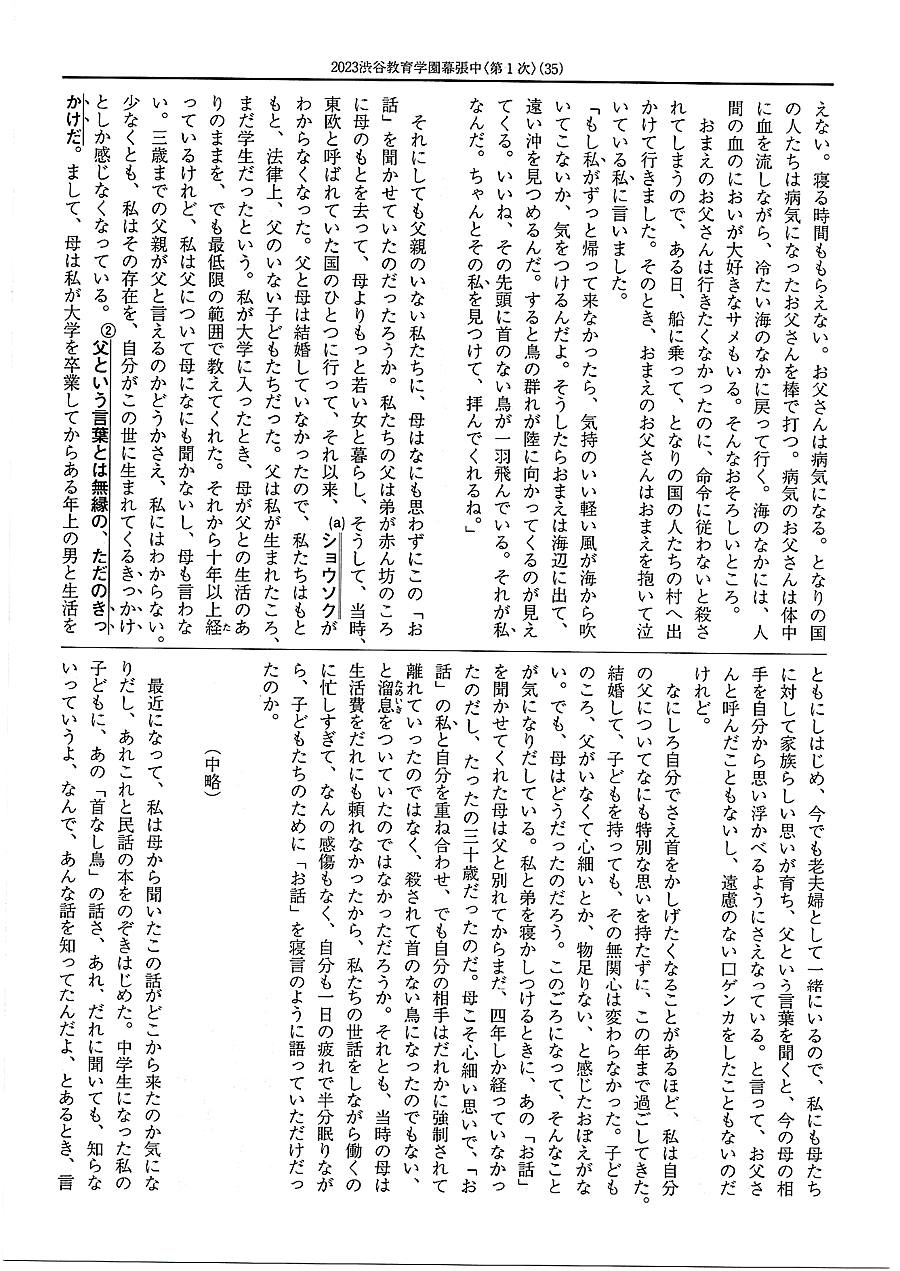 2023渋谷教育学園幕張中〈第1次〉(35)
えない。寝る時間ももらえない。お父さんは病気になる。となりの国
の人たちは病気になったお父さんを棒で打つ。病気のお父さんは体中
に血を流しながら、冷たい海のなかに戻って行く。海のなかには、人
間の血のにおいが大好きなサメもいる。そんなおそろしいところ。
おまえのお父さんは行きたくなかったのに、命令に従わないと殺さ
れてしまうので、ある日、船に乗って、となりの国の人たちの村へ出
かけて行きました。そのとき、おまえのお父さんはおまえを抱いて泣
いている私に言いました。
「もし私がずっと帰って来なかったら、気持のいい軽い風が海から吹
いてこないか、気をつけるんだよ。そうしたらおまえは海辺に出て、
遠い沖を見つめるんだ。すると鳥の群れが陸に向かってくるのが見え
てくる。いいね、その先頭に首のない鳥が一羽飛んでいる。それが私
なんだ。ちゃんとその私を見つけて、拝んでくれるね。」
それにしても父親のいない私たちに、母はなにも思わずにこの「お
話」を聞かせていたのだったろうか。私たちの父は弟が赤ん坊のころ
に母のもとを去って、母よりもっと若い女と暮らし、そうして、当時、
東欧と呼ばれていた国のひとつに行って、それ以来、(a)ショウソクが
わからなくなった。父と母は結婚していなかったので、私たちはもと
もと、法律上、父のいない子どもたちだった。父は私が生まれたころ、
まだ学生だったという。私が大学に入ったとき、母が父との生活のあ
りのままを、でも最低限の範囲で教えてくれた。それから十年以上経た
っているけれど、私は父について母になにも聞かないし、母も言わな
い。三歳までの父親が父と言えるのかどうかさえ、私にはわからない。
少なくとも、私はその存在を、自分がこの世に生まれてくるきっかけ
としか感じなくなっている。②父という言葉とは無縁の、ただのきっ
かけだ。まして、母は私が大学を卒業してからある年上の男と生活を
ともにしはじめ、今でも老夫婦として一緒にいるので、私にも母たち
に対して家族らしい思いが育ち、父という言葉を聞くと、今の母の相
手を自分から思い浮かべるようにさえなっている。と言って、お父さ
んと呼んだこともないし、遠慮のない口ゲンカをしたこともないのだ
けれど。
なにしろ自分でさえ首をかしげたくなることがあるほど、私は自分
の父についてなにも特別な思いを持たずに、この年まで過ごしてきた。
結婚して、子どもを持っても、その無関心は変わらなかった。子ども
のころ、父がいなくて心細いとか、物足りない、と感じたおぼえがな
い。でも、母はどうだったのだろう。このごろになって、そんなこと
が気になりだしている。私と弟を寝かしつけるときに、あの「お話」
を聞かせてくれた母は父と別れてからまだ、四年しか経っていなかっ
たのだし、たったの三十歳だったのだ。母こそ心細い思いで、「お
話」の私と自分を重ね合わせ、でも自分の相手はだれかに強制されて
離れていったのではなく、殺されて首のない鳥になったのでもない、
と溜息ためいきをついていたのではなかっただろうか。それとも、当時の母は
生活費をだれにも頼れなかったから、私たちの世話をしながら働くの
に忙しすぎて、なんの感傷もなく、自分も一日の疲れで半分眠りなが
ら、子どもたちのために「お話」を寝言のように語っていただけだっ
たのか。
（中略）
最近になって、私は母から聞いたこの話がどこから来たのか気にな
りだし、あれこれと民話の本をのぞきはじめた。中学生になった私の
子どもに、あの「首なし鳥」の話さ、あれ、だれに聞いても、知らな
いっていうよ、なんで、あんな話を知ってたんだよ、とあるとき、言